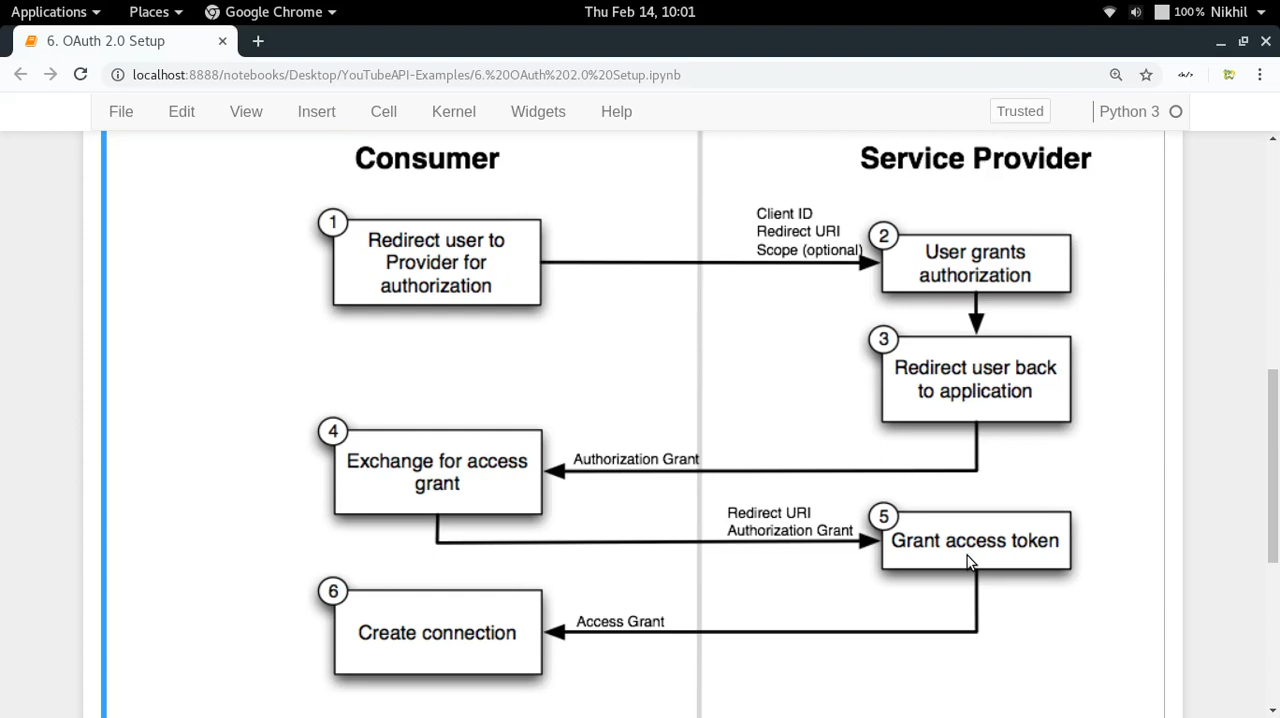 Applications Places Google Chrome Thu Feb 14, 10:01 100% Nikhil
6. OAuth 2.0 Setup
localhost:8888/notebooks/Desktop/YouTubeAPI-Examples/6.%20OAuth%202.0%20Setup.ipynb
File Edit View Insert Cell Kernel Widgets Help Trusted Python 3
Consumer
Service Provider
1
Redirect user to
Provider for
authorization
Client ID
Redirect URI
Scope (optional)
2
User grants
authorization
3
Redirect user back
to application
4
Exchange for access
grant
Authorization Grant
Redirect URI
Authorization Grant
5
Grant access token
6
Create connection
Access Grant